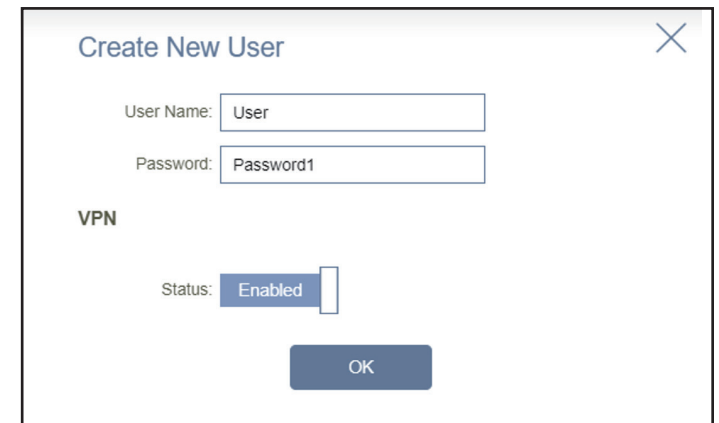 Create New User
User Name: User
Password: Password1
VPN
Status: Enabled
OK